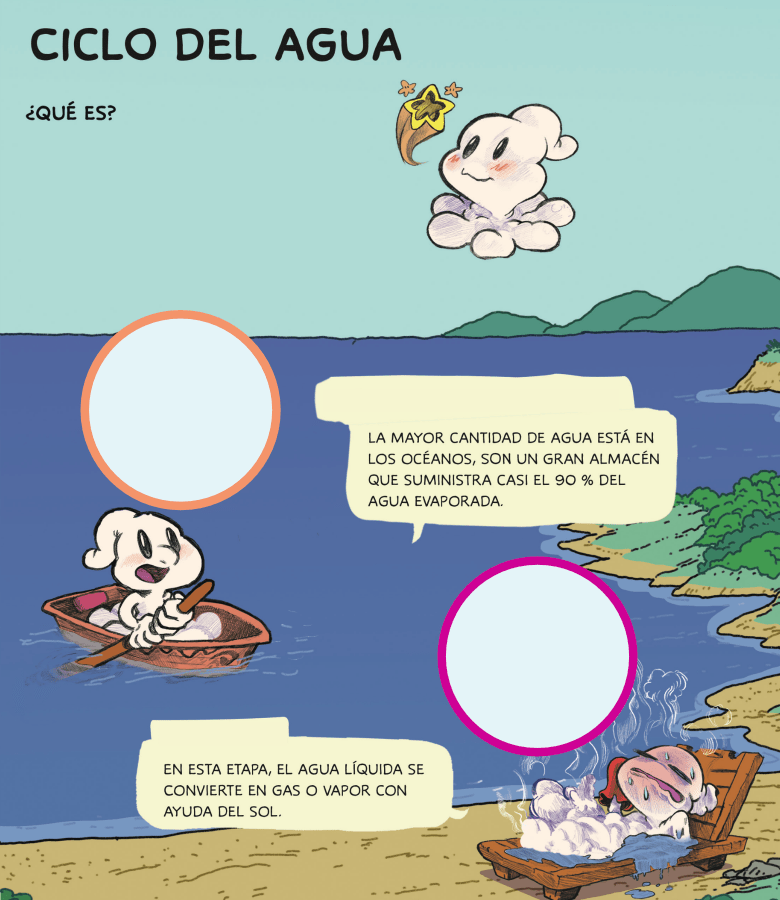 CICLO DEL AGUA
¿QUÉ ES?
LA MAYOR CANTIDAD DE AGUA ESTÁ EN
LOS OCÉANOS, SON UN GRAN ALMACÉN
QUE SUMINISTRA CASI EL 90 % DEL
AGUA EVAPORADA.
EN ESTA ETAPA, EL AGUA LÍQUIDA SE
CONVIERTE EN GAS O VAPOR CON
AYUDA DEL SOL.